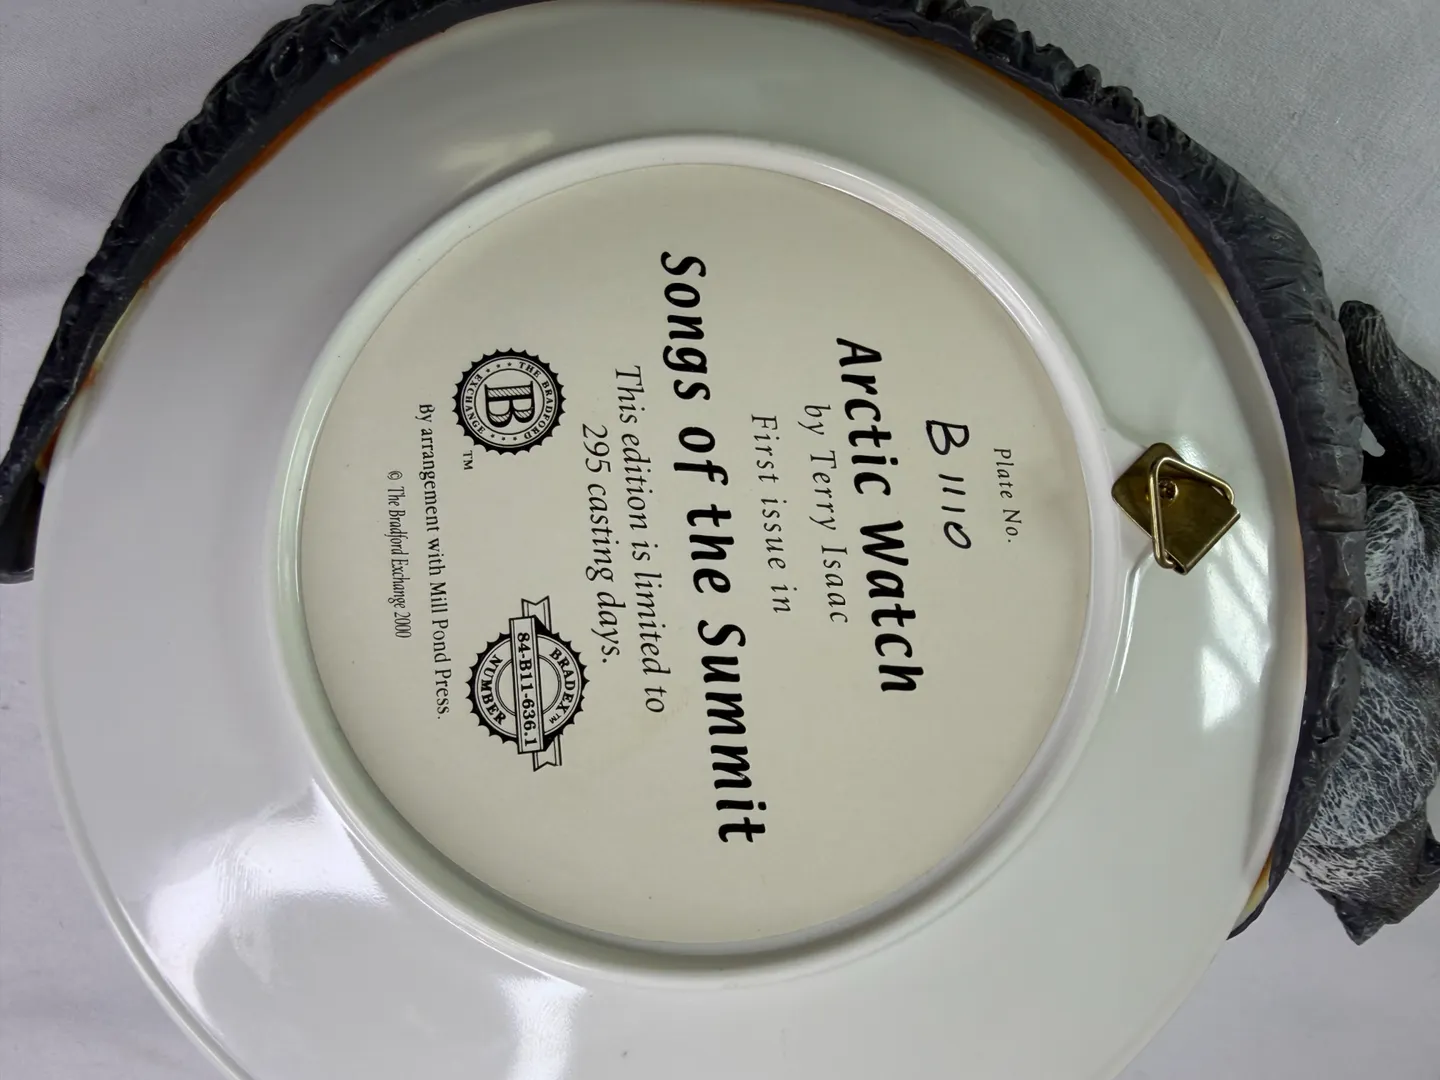 Plate No.
B1110
Arctic Watch
by Terry Isaac
First issue in
Songs of the Summit
This edition is limited to
295 casting days.
THE BRADFORD
B
EXCHANGE
TM
BRADEX™
84-B11-636.1
NUMBER
By arrangement with Mill Pond Press.
© The Bradford Exchange 2000